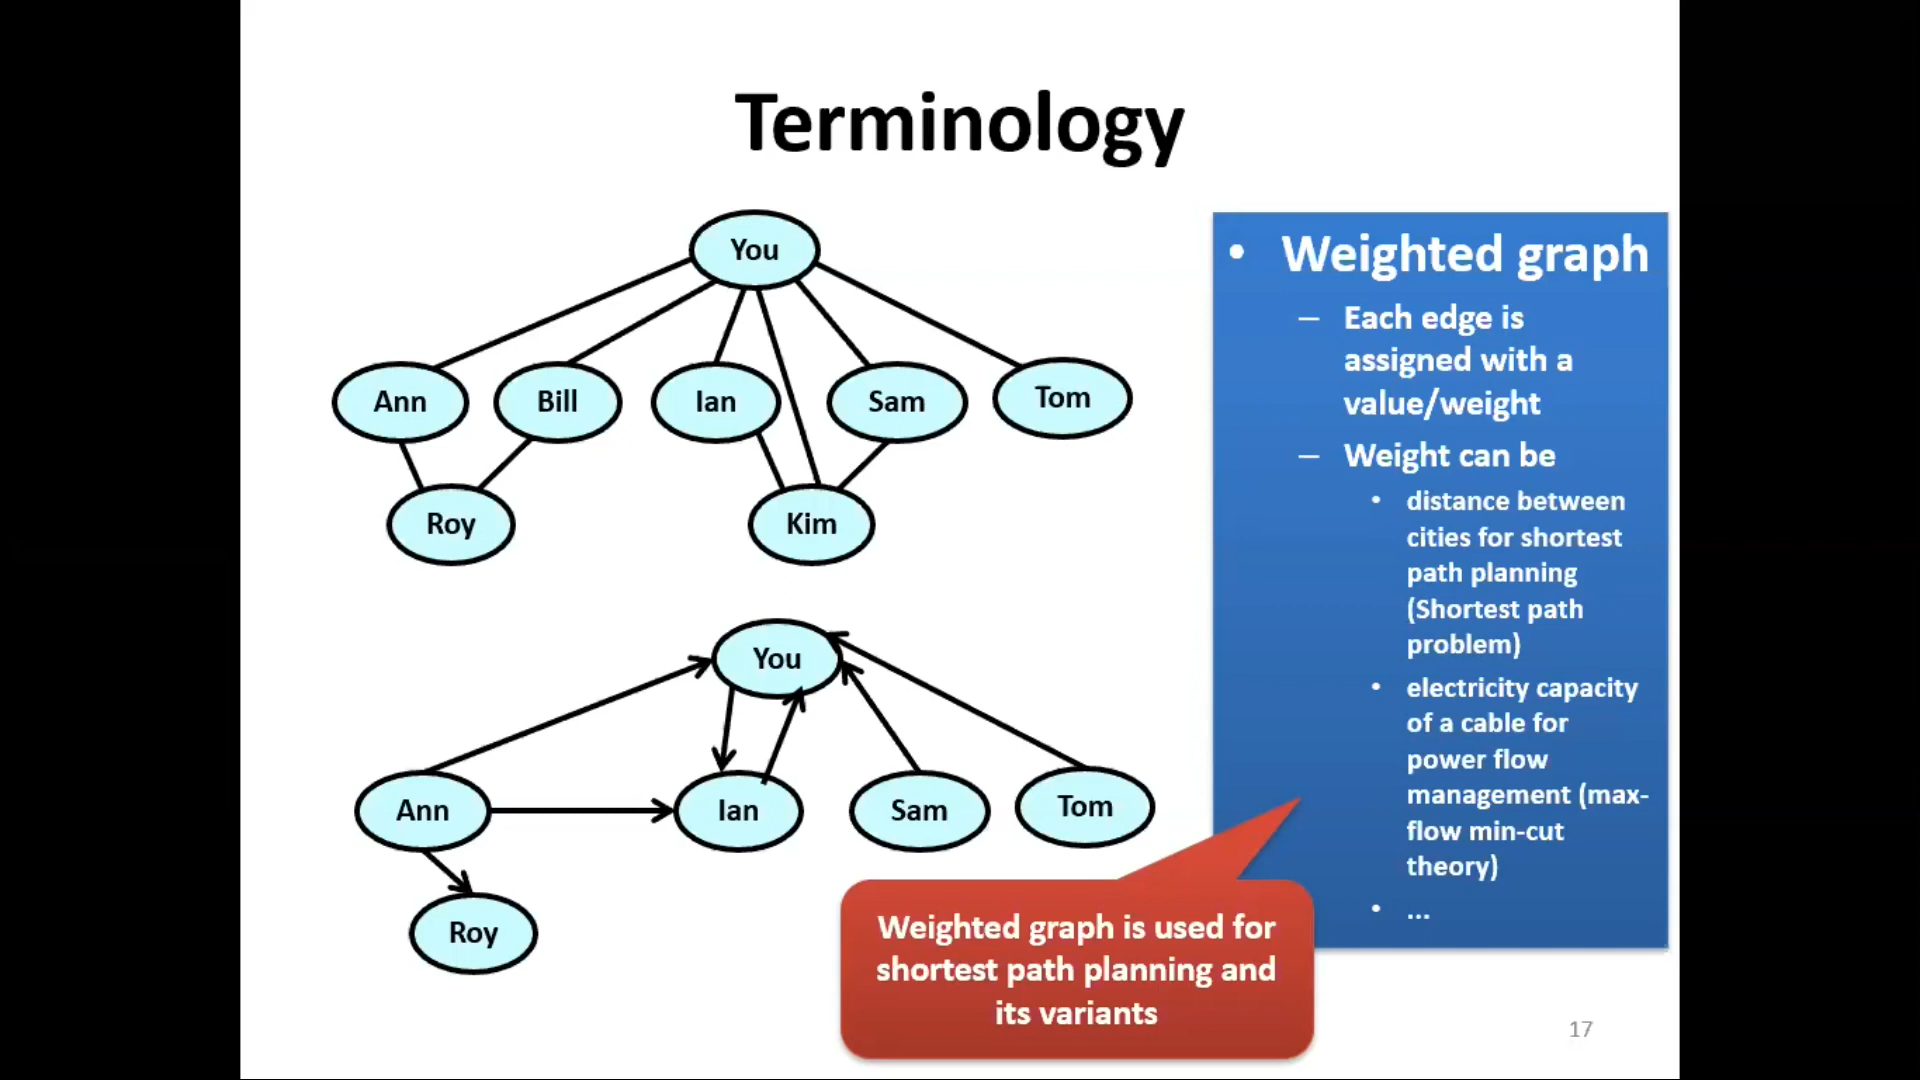 Terminology
You
Ann
Bill
Ian
Sam
Tom
Roy
Kim
You
Ann
Ian
Sam
Tom
Roy
• Weighted graph
– Each edge is
assigned with a
value/weight
– Weight can be
• distance between
cities for shortest
path planning
(Shortest path
problem)
• electricity capacity
of a cable for
power flow
management (max-
flow min-cut
theory)
• ...
Weighted graph is used for
shortest path planning and
its variants
17